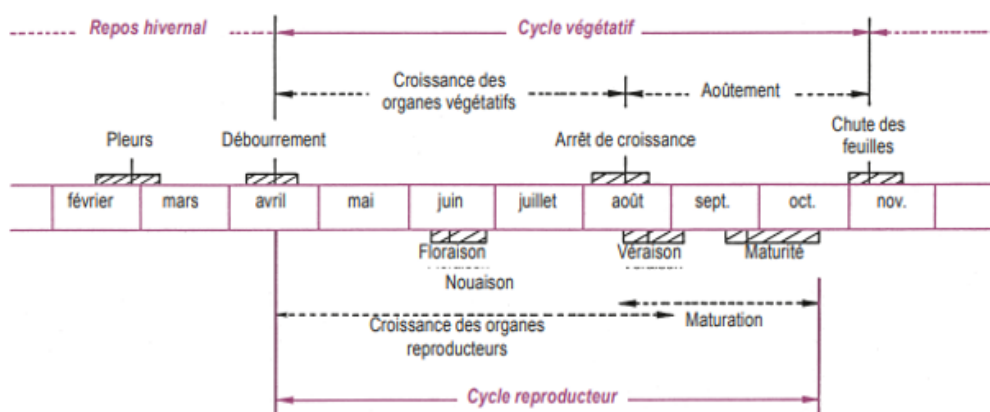 Repos hivernal
Cycle végétatif
Croissance des
organes végétatifs
Aoûtement
Pleurs
Débourrement
Arrêt de croissance
Chute des
feuilles
février mars avril mai juin juillet août sept. oct. nov.
Floraison
Véraison
Maturité
Nouaison
Croissance des organes
reproducteurs
Maturation
Cycle reproducteur